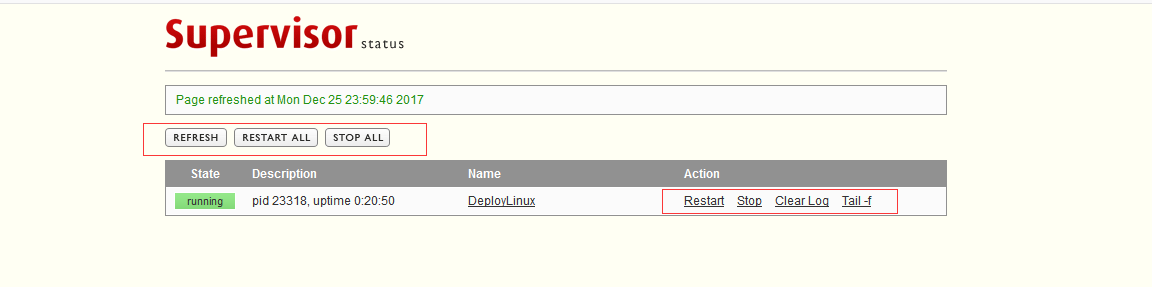 Supervisor status
Page refreshed at Mon Dec 25 23:59:46 2017
REFRESH RESTART ALL STOP ALL
State Description Name Action
running pid 23318, uptime 0:20:50 DeployLinux Restart Stop Clear Log Tail -f